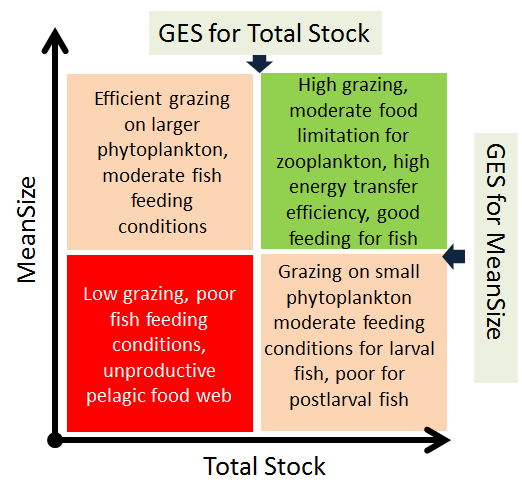 GES for Total Stock
Efficient grazing
on larger
phytoplankton,
moderate fish
feeding
conditions
High grazing,
moderate food
limitation for
zooplankton, high
energy transfer
efficiency, good
feeding for fish
GES for MeanSize
MeanSize
Low grazing, poor
fish feeding
conditions,
unproductive
pelagic food web
Grazing on small
phytoplankton
moderate feeding
conditions for larval
fish, poor for
postlarval fish
Total Stock